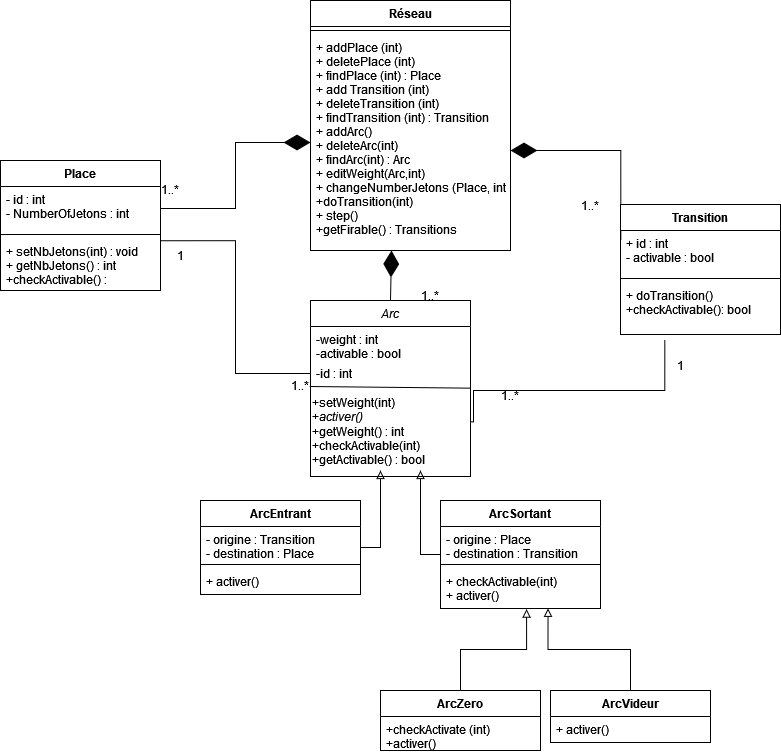 Réseau
+ addPlace (int)
+ deletePlace (int)
+ findPlace (int) : Place
+ add Transition (int)
+ deleteTransition (int)
+ findTransition (int) : Transition
+ addArc()
+ deleteArc(int)
+ findArc(int) : Arc
+ editWeight(Arc,int)
+ changeNumberJetons (Place, int
+doTransition(int)
+ step()
+getFirable() : Transitions
Place
- id : int
- NumberOfJetons : int
+ setNbJetons(int) : void
+ getNbJetons() : int
+checkActivable() :
1..*
1
1..*
Transition
+ id : int
- activable : bool
+ doTransition()
+checkActivable(): bool
1
1..*
Arc
-weight : int
-activable : bool
-id : int
1..*
1..*
+setWeight(int)
+activer()
+getWeight() : int
+checkActivable(int)
+getActivable() : bool
ArcEntrant
- origine : Transition
- destination : Place
+ activer()
ArcSortant
- origine : Place
- destination : Transition
+ checkActivable(int)
+ activer()
ArcZero
+checkActivate (int)
+activer()
ArcVideur
+ activer()